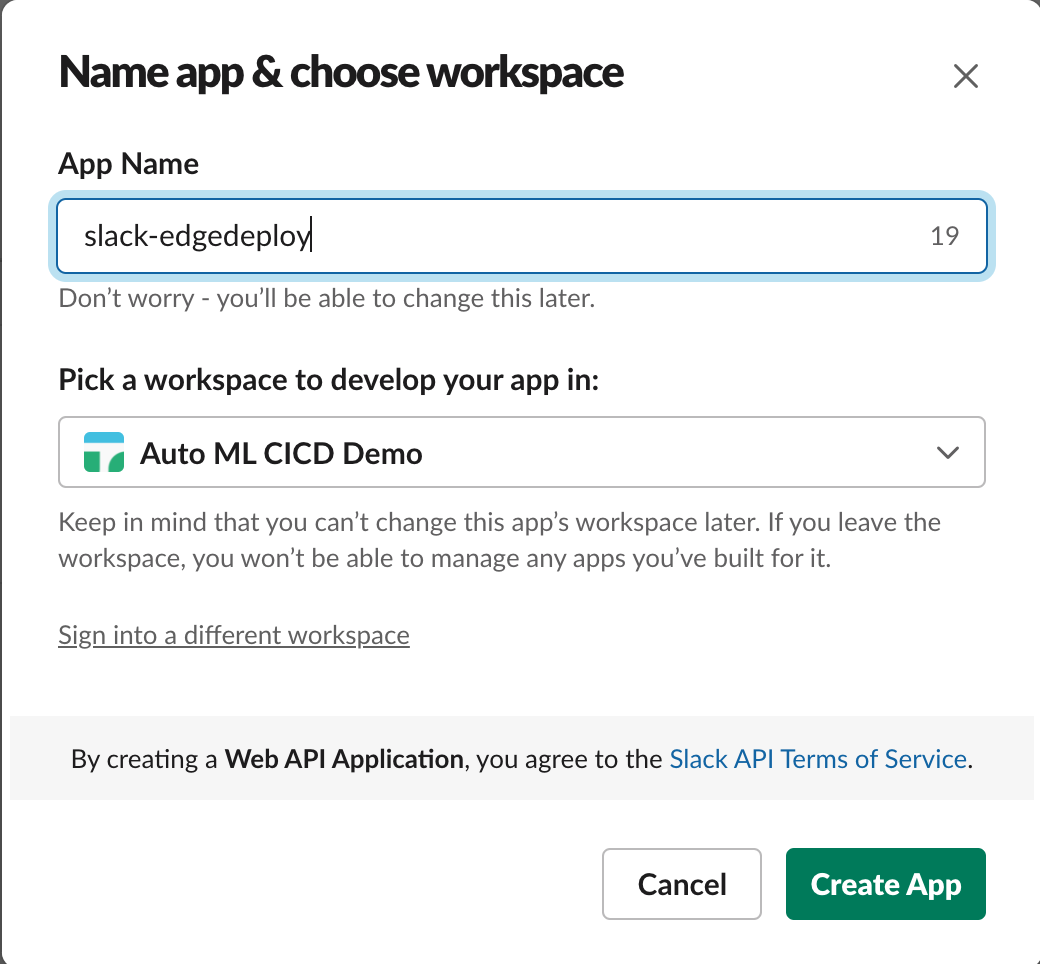 Name app & choose workspace
App Name
slack-edgedeploy 19
Don’t worry - you’ll be able to change this later.
Pick a workspace to develop your app in:
Auto ML CICD Demo
Keep in mind that you can’t change this app’s workspace later. If you leave the
workspace, you won’t be able to manage any apps you’ve built for it.
Sign into a different workspace
By creating a Web API Application, you agree to the Slack API Terms of Service.
Cancel Create App